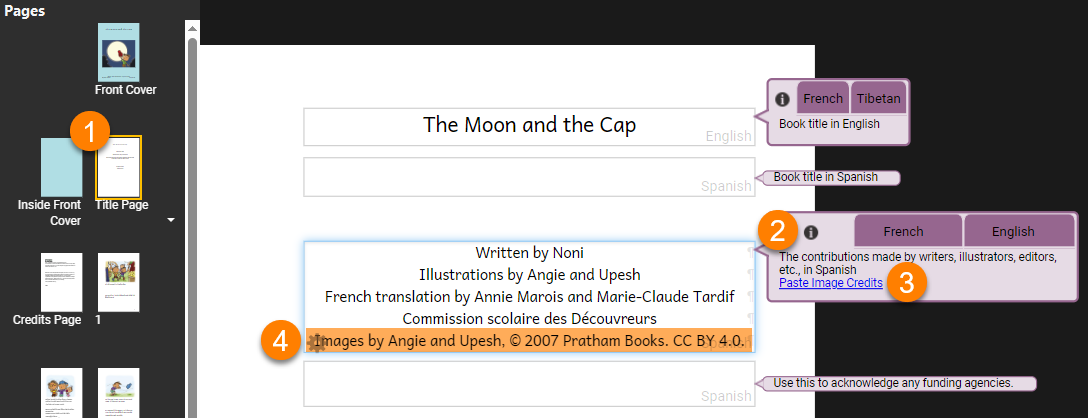 Pages
Front Cover
1
Inside Front
Cover
Title Page
Credits Page
1
The Moon and the Cap
English
French
Tibetan
Book title in English
Spanish
Book title in Spanish
2
French
English
The contributions made by writers, illustrators, editors,
etc., in Spanish
Paste Image Credits
3
Written by Noni
Illustrations by Angie and Upesh
French translation by Annie Marois and Marie-Claude Tardif
Commission scolaire des Découvreurs
4
Images by Angie and Upesh, © 2007 Pratham Books. CC BY 4.0.
Spanish
Spanish
Use this to acknowledge any funding agencies.